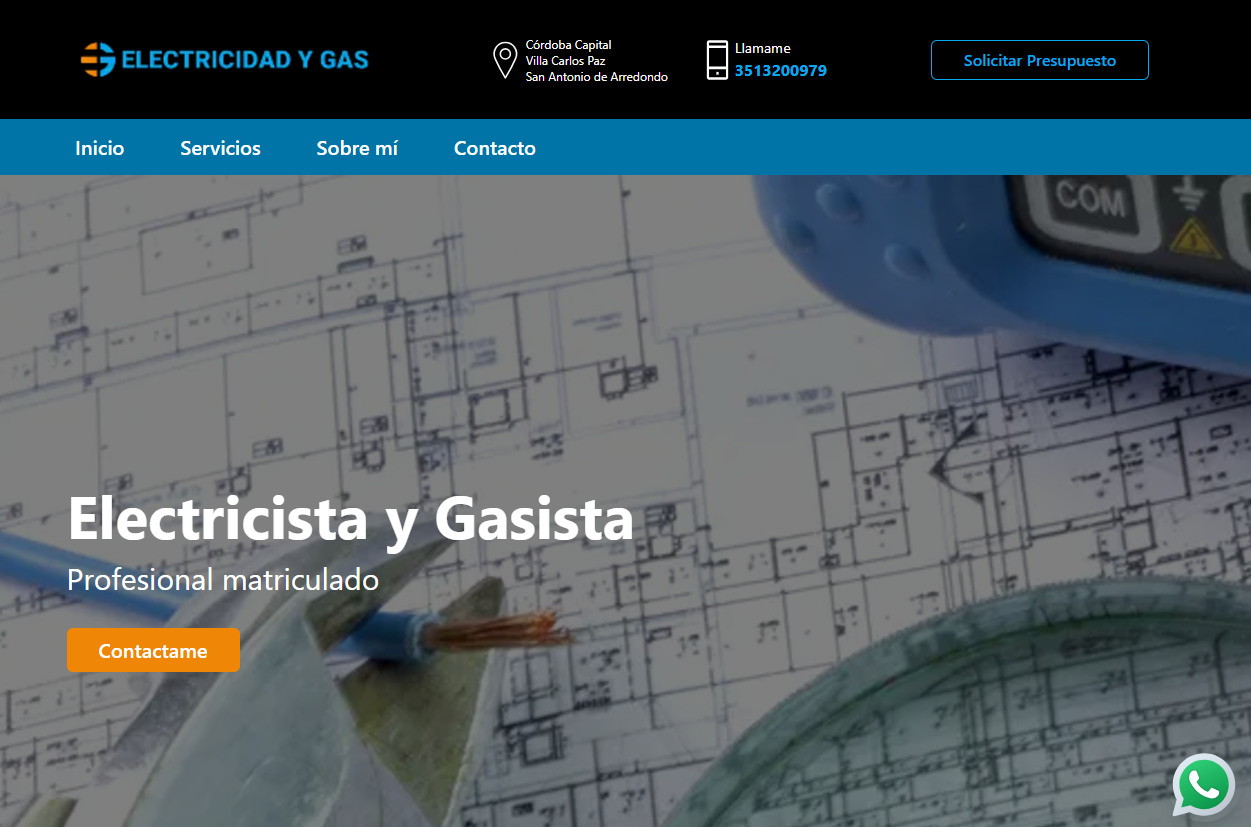 ELECTRICIDAD Y GAS
Córdoba Capital
Villa Carlos Paz
San Antonio de Arredondo
Llamame
3513200979
Solicitar Presupuesto
Inicio
Servicios
Sobre mí
Contacto
COM
Electricista y Gasista
Profesional matriculado
Contactame